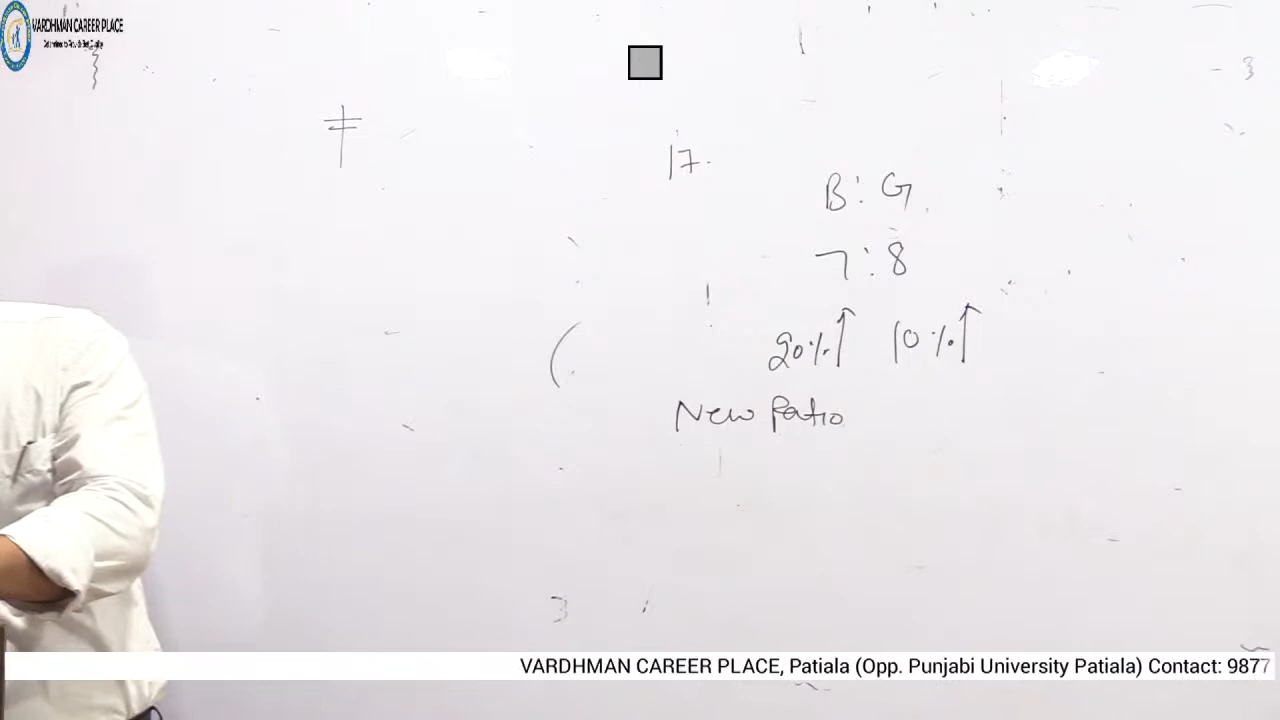 VARDHMAN CAREER PLACE
17.
B : G
7 : 8
20%↑ 10%↑
New Ratio
VARDHMAN CAREER PLACE, Patiala (Opp. Punjabi University Patiala) Contact: 9877